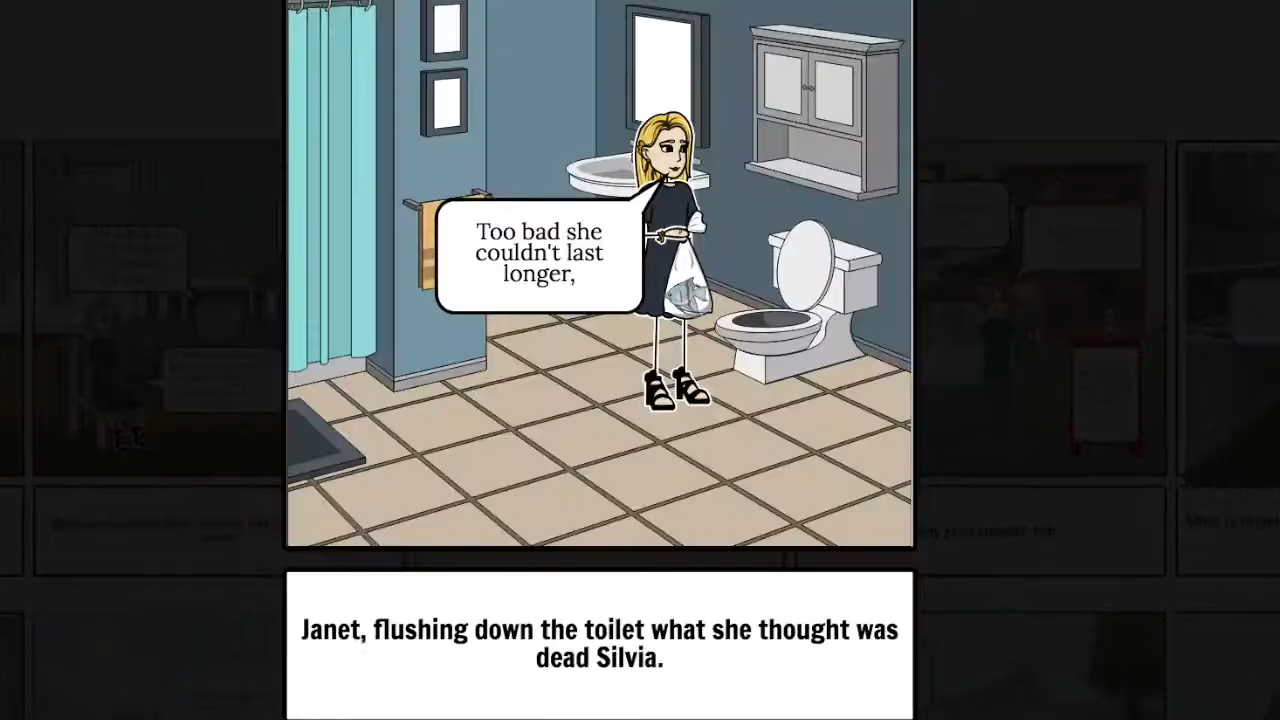 Too bad she
couldn't last
longer,
Janet, flushing down the toilet what she thought was
dead Silvia.